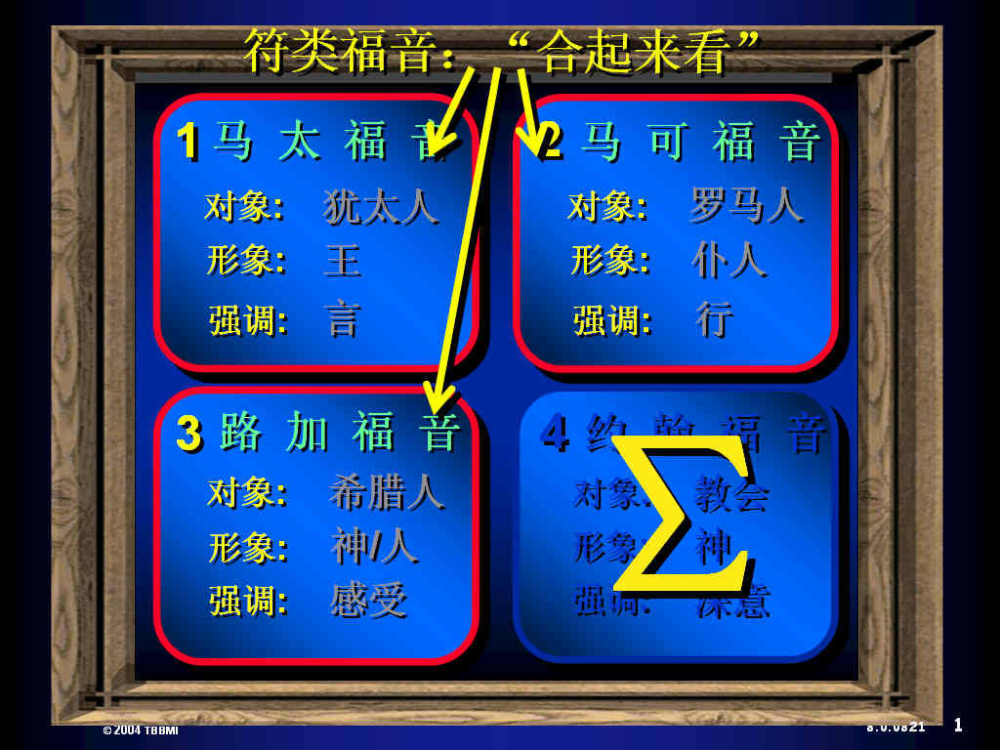 符类福音：“合起来看”
1 马太福音
对象: 犹太人
形象: 王
强调: 言
2 马可福音
对象: 罗马人
形象: 仆人
强调: 行
3 路加福音
对象: 希腊人
形象: 神/人
强调: 感受
4 约翰福音
对象: 教会
形象: 神
强调: 深意
Σ
©2004 TBBMI
8.0.0821
1